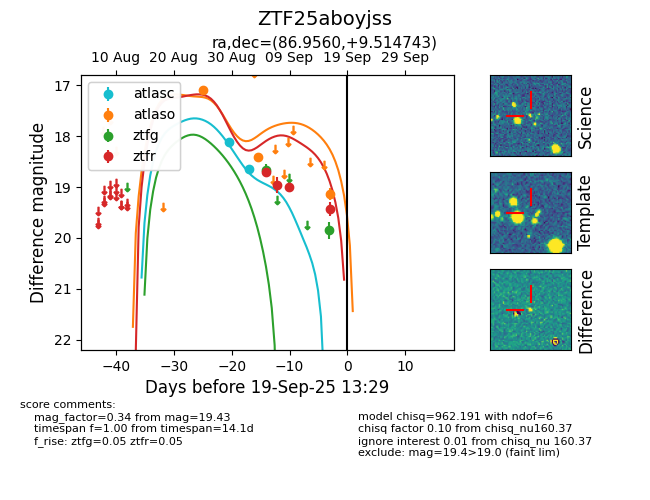 ZTF25aboyjss
ra,dec=(86.9560,+9.514743)
10 Aug 20 Aug 30 Aug 09 Sep 19 Sep 29 Sep
atlasc
atlaso
ztfg
ztfr
17
18
19
20
21
22
Difference magnitude
−40 −30 −20 −10 0 10
Days before 19-Sep-25 13:29
Science
Template
Difference
score comments:
mag_factor=0.34 from mag=19.43
timespan f=1.00 from timespan=14.1d
f_rise: ztfg=0.05 ztfr=0.05
model chisq=962.191 with ndof=6
chisq factor 0.10 from chisq_nu160.37
ignore interest 0.01 from chisq_nu 160.37
exclude: mag=19.4>19.0 (faint lim)